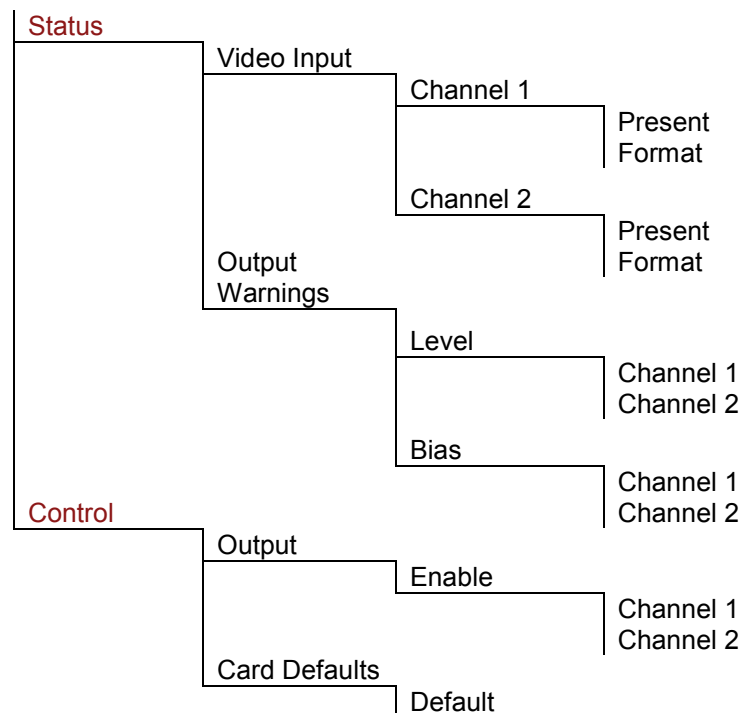 Status
Video Input
Channel 1
Present
Format
Channel 2
Present
Format
Output
Warnings
Level
Channel 1
Channel 2
Bias
Channel 1
Channel 2
Control
Output
Enable
Channel 1
Channel 2
Card Defaults
Default